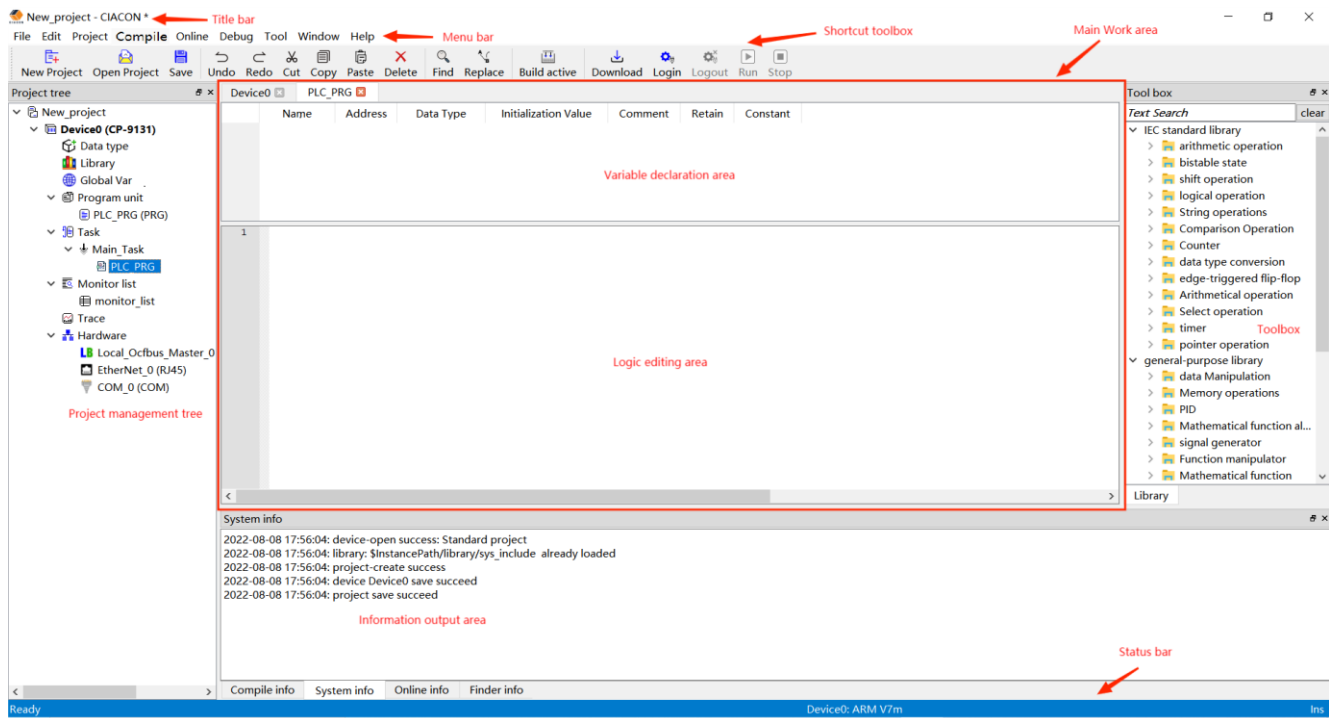 New_project - CIACON *
Title bar
File Edit Project Compile Online Debug Tool Window Help
Menu bar
Shortcut toolbox
Main Work area
New Project Open Project Save Undo Redo Cut Copy Paste Delete Find Replace Build active Download Login Logout Run Stop
Project tree
New_project
Device0 (CP-9131)
Data type
Library
Global Var
Program unit
PLC_PRG (PRG)
Task
Main_Task
PLC_PRG
Monitor list
monitor_list
Trace
Hardware
LB Local_Ocfbus_Master_0
EtherNet_0 (RJ45)
COM_0 (COM)
Project management tree
Device0 PLC_PRG
Name Address Data Type Initialization Value Comment Retain Constant
Variable declaration area
1
Logic editing area
Tool box
Text Search clear
IEC standard library
arithmetic operation
bistable state
shift operation
logical operation
String operations
Comparison Operation
Counter
data type conversion
edge-triggered flip-flop
Arithmetical operation
Select operation
timer
Toolbox
pointer operation
general-purpose library
data Manipulation
Memory operations
PID
Mathematical function al...
signal generator
Function manipulator
Mathematical function
Library
System info
2022-08-08 17:56:04: device-open success: Standard project
2022-08-08 17:56:04: library: $InstancePath/library/sys_include already loaded
2022-08-08 17:56:04: project-create success
2022-08-08 17:56:04: device Device0 save succeed
2022-08-08 17:56:04: project save succeed
Information output area
Status bar
Compile info System info Online info Finder info
Ready Device0: ARM V7m Ins